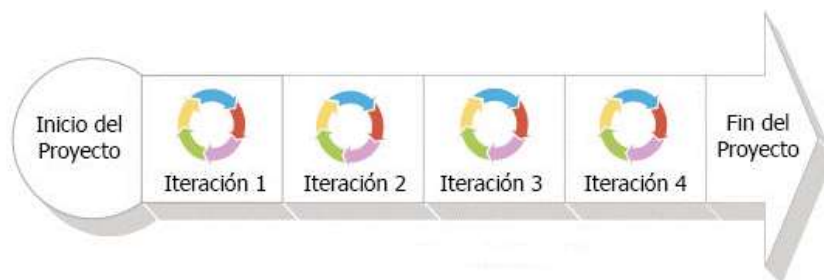 Inicio del
Proyecto
Iteración 1
Iteración 2
Iteración 3
Iteración 4
Fin del
Proyecto